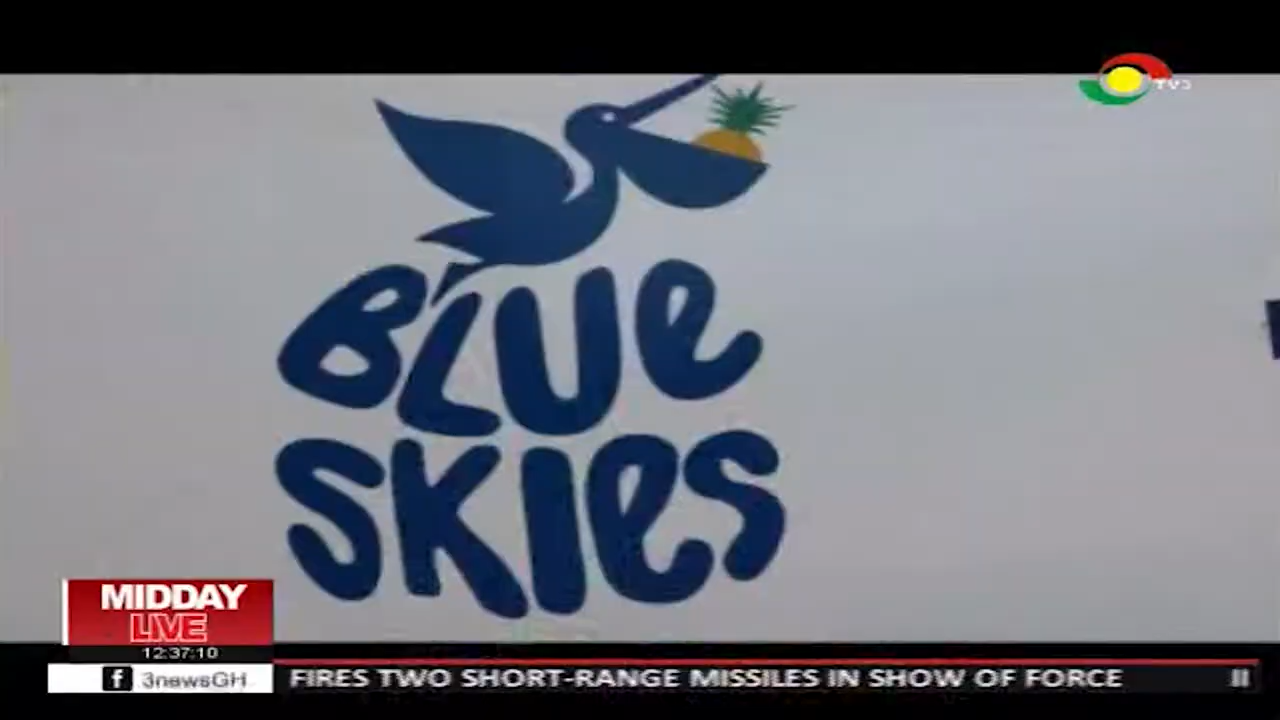 TV3
BLUE
SKIES
MIDDAY
LIVE
12:37:10
f 3newsGH
FIRES TWO SHORT-RANGE MISSILES IN SHOW OF FORCE